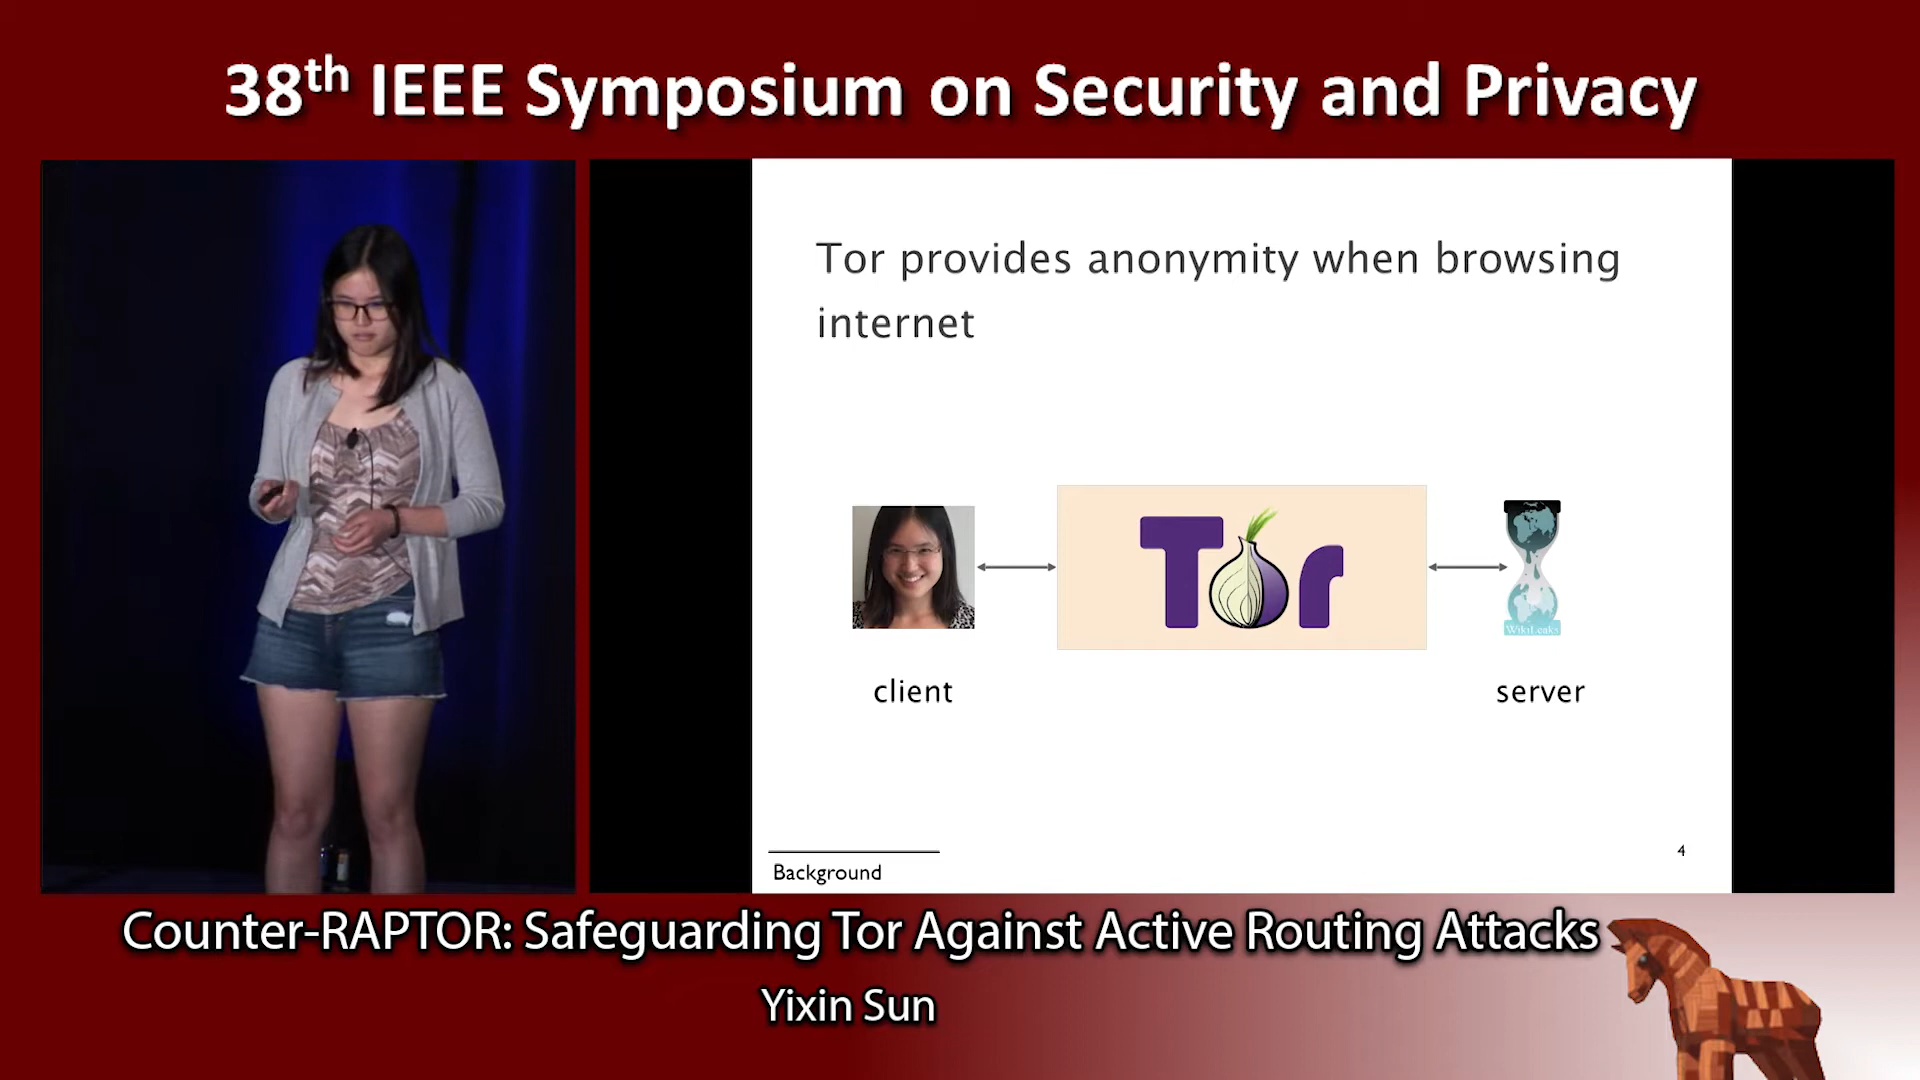 38th IEEE Symposium on Security and Privacy
Tor provides anonymity when browsing
internet
Tor
WikiLeaks
client
server
4
Background
Counter-RAPTOR: Safeguarding Tor Against Active Routing Attacks
Yixin Sun